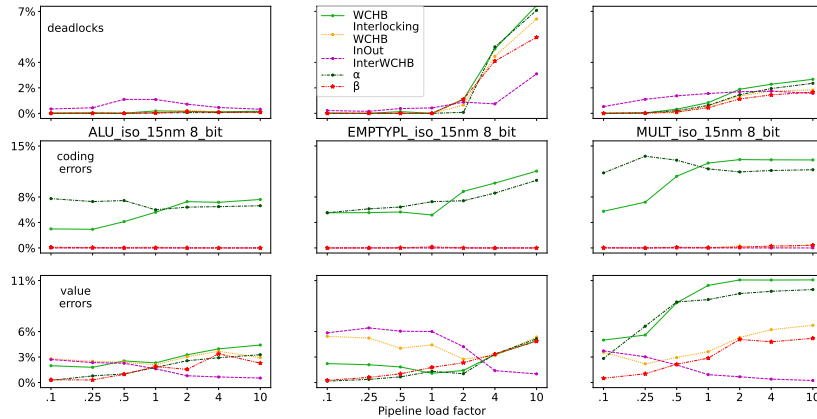 7%
4%
2%
0%
deadlocks
WCHB
Interlocking
WCHB
InOut
InterWCHB
α
β
ALU_iso_15nm 8_bit
EMPTYPL_iso_15nm 8_bit
MULT_iso_15nm 8_bit
15%
8%
0%
coding
errors
11%
6%
3%
0%
value
errors
.1 .25 .5 1 2 4 10
.1 .25 .5 1 2 4 10
.1 .25 .5 1 2 4 10
Pipeline load factor